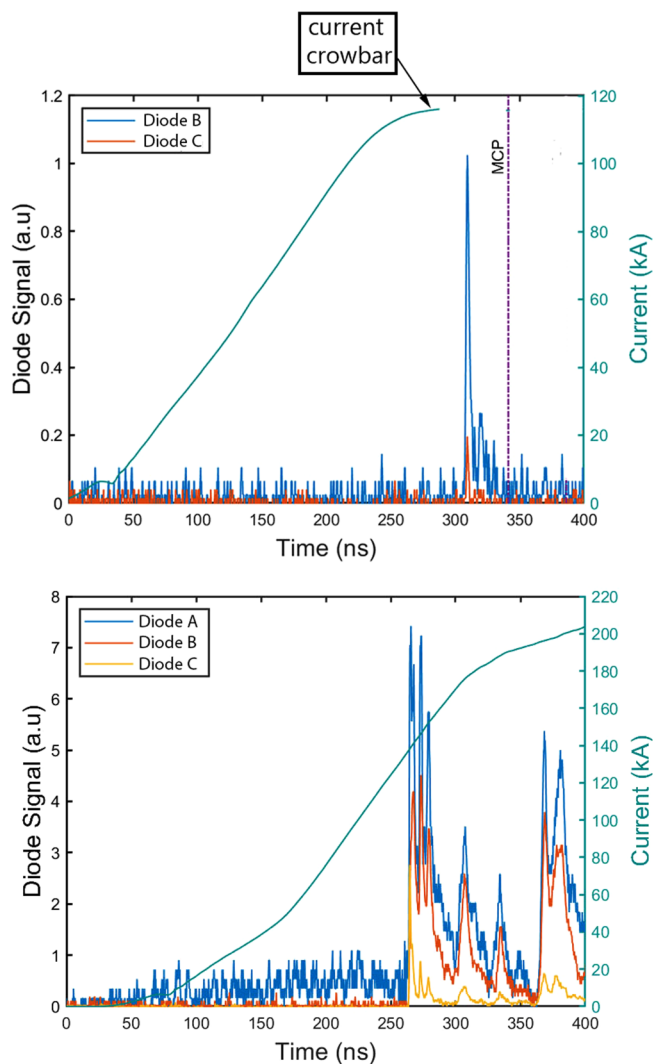 current
crowbar
1.2
1
0.8
0.6
0.4
0.2
0
Diode Signal (a.u)
Diode B
Diode C
MCP
120
100
80
60
40
20
0
Current (kA)
0 50 100 150 200 250 300 350 400
Time (ns)
8
7
6
5
4
3
2
1
0
Diode Signal (a.u)
Diode A
Diode B
Diode C
220
200
180
160
140
120
100
80
60
40
20
0
Current (kA)
0 50 100 150 200 250 300 350 400
Time (ns)